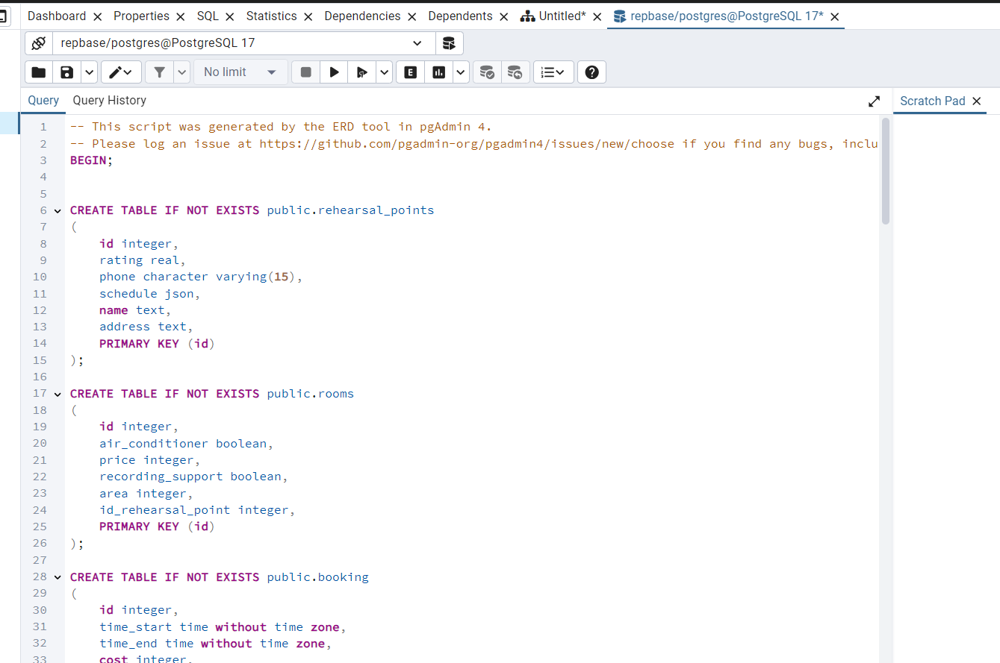 Dashboard Properties SQL Statistics Dependencies Dependents Untitled* repbase/postgres@PostgreSQL 17*
repbase/postgres@PostgreSQL 17
No limit E
Query Query History Scratch Pad
1 -- This script was generated by the ERD tool in pgAdmin 4.
2 -- Please log an issue at https://github.com/pgadmin-org/pgadmin4/issues/new/choose if you find any bugs, inclu
3 BEGIN;
4
5
6 CREATE TABLE IF NOT EXISTS public.rehearsal_points
7 (
8 id integer,
9 rating real,
10 phone character varying(15),
11 schedule json,
12 name text,
13 address text,
14 PRIMARY KEY (id)
15 );
16
17 CREATE TABLE IF NOT EXISTS public.rooms
18 (
19 id integer,
20 air_conditioner boolean,
21 price integer,
22 recording_support boolean,
23 area integer,
24 id_rehearsal_point integer,
25 PRIMARY KEY (id)
26 );
27
28 CREATE TABLE IF NOT EXISTS public.booking
29 (
30 id integer,
31 time_start time without time zone,
32 time_end time without time zone,
33 cost integer,